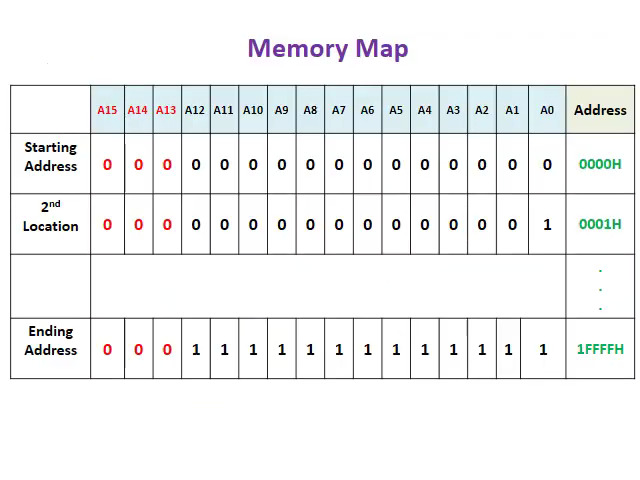 Memory Map
A15 A14 A13 A12 A11 A10 A9 A8 A7 A6 A5 A4 A3 A2 A1 A0 Address
Starting
Address 0 0 0 0 0 0 0 0 0 0 0 0 0 0 0 0 0000H
2nd
Location 0 0 0 0 0 0 0 0 0 0 0 0 0 0 0 1 0001H
.
.
.
Ending
Address 0 0 0 1 1 1 1 1 1 1 1 1 1 1 1 1 1FFFFH